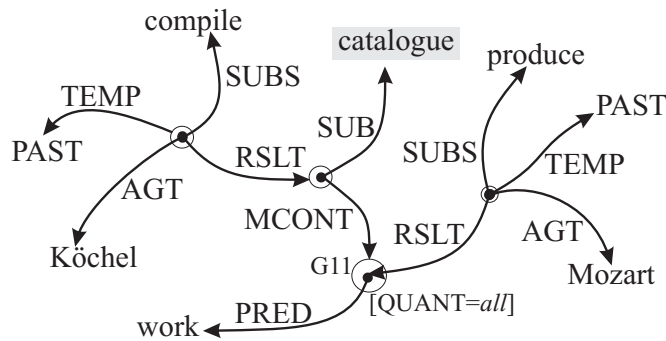 compile
catalogue
produce
SUBS
TEMP
PAST
SUB
PAST
RSLT
SUBS
TEMP
AGT
MCONT
RSLT
AGT
Köchel
G11
Mozart
[QUANT=all]
PRED
work